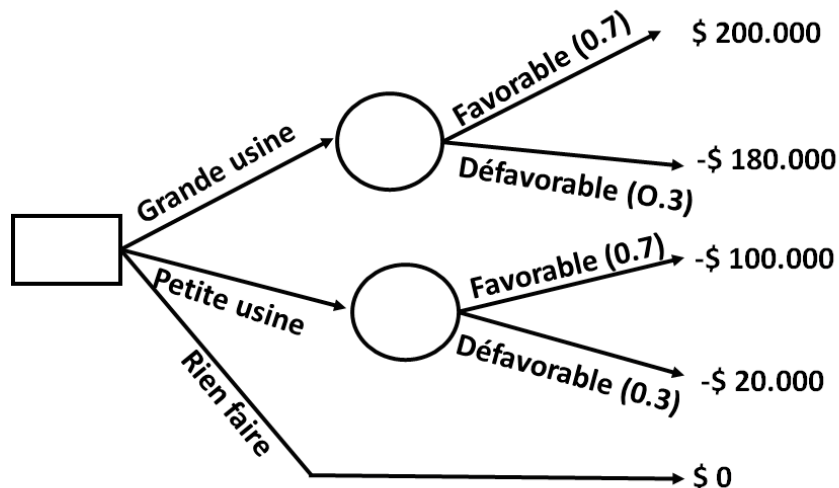 Grande usine
Favorable (0.7)
$ 200.000
Défavorable (O.3)
-$ 180.000
Petite usine
Favorable (0.7)
-$ 100.000
Défavorable (0.3)
-$ 20.000
Rien faire
$ 0